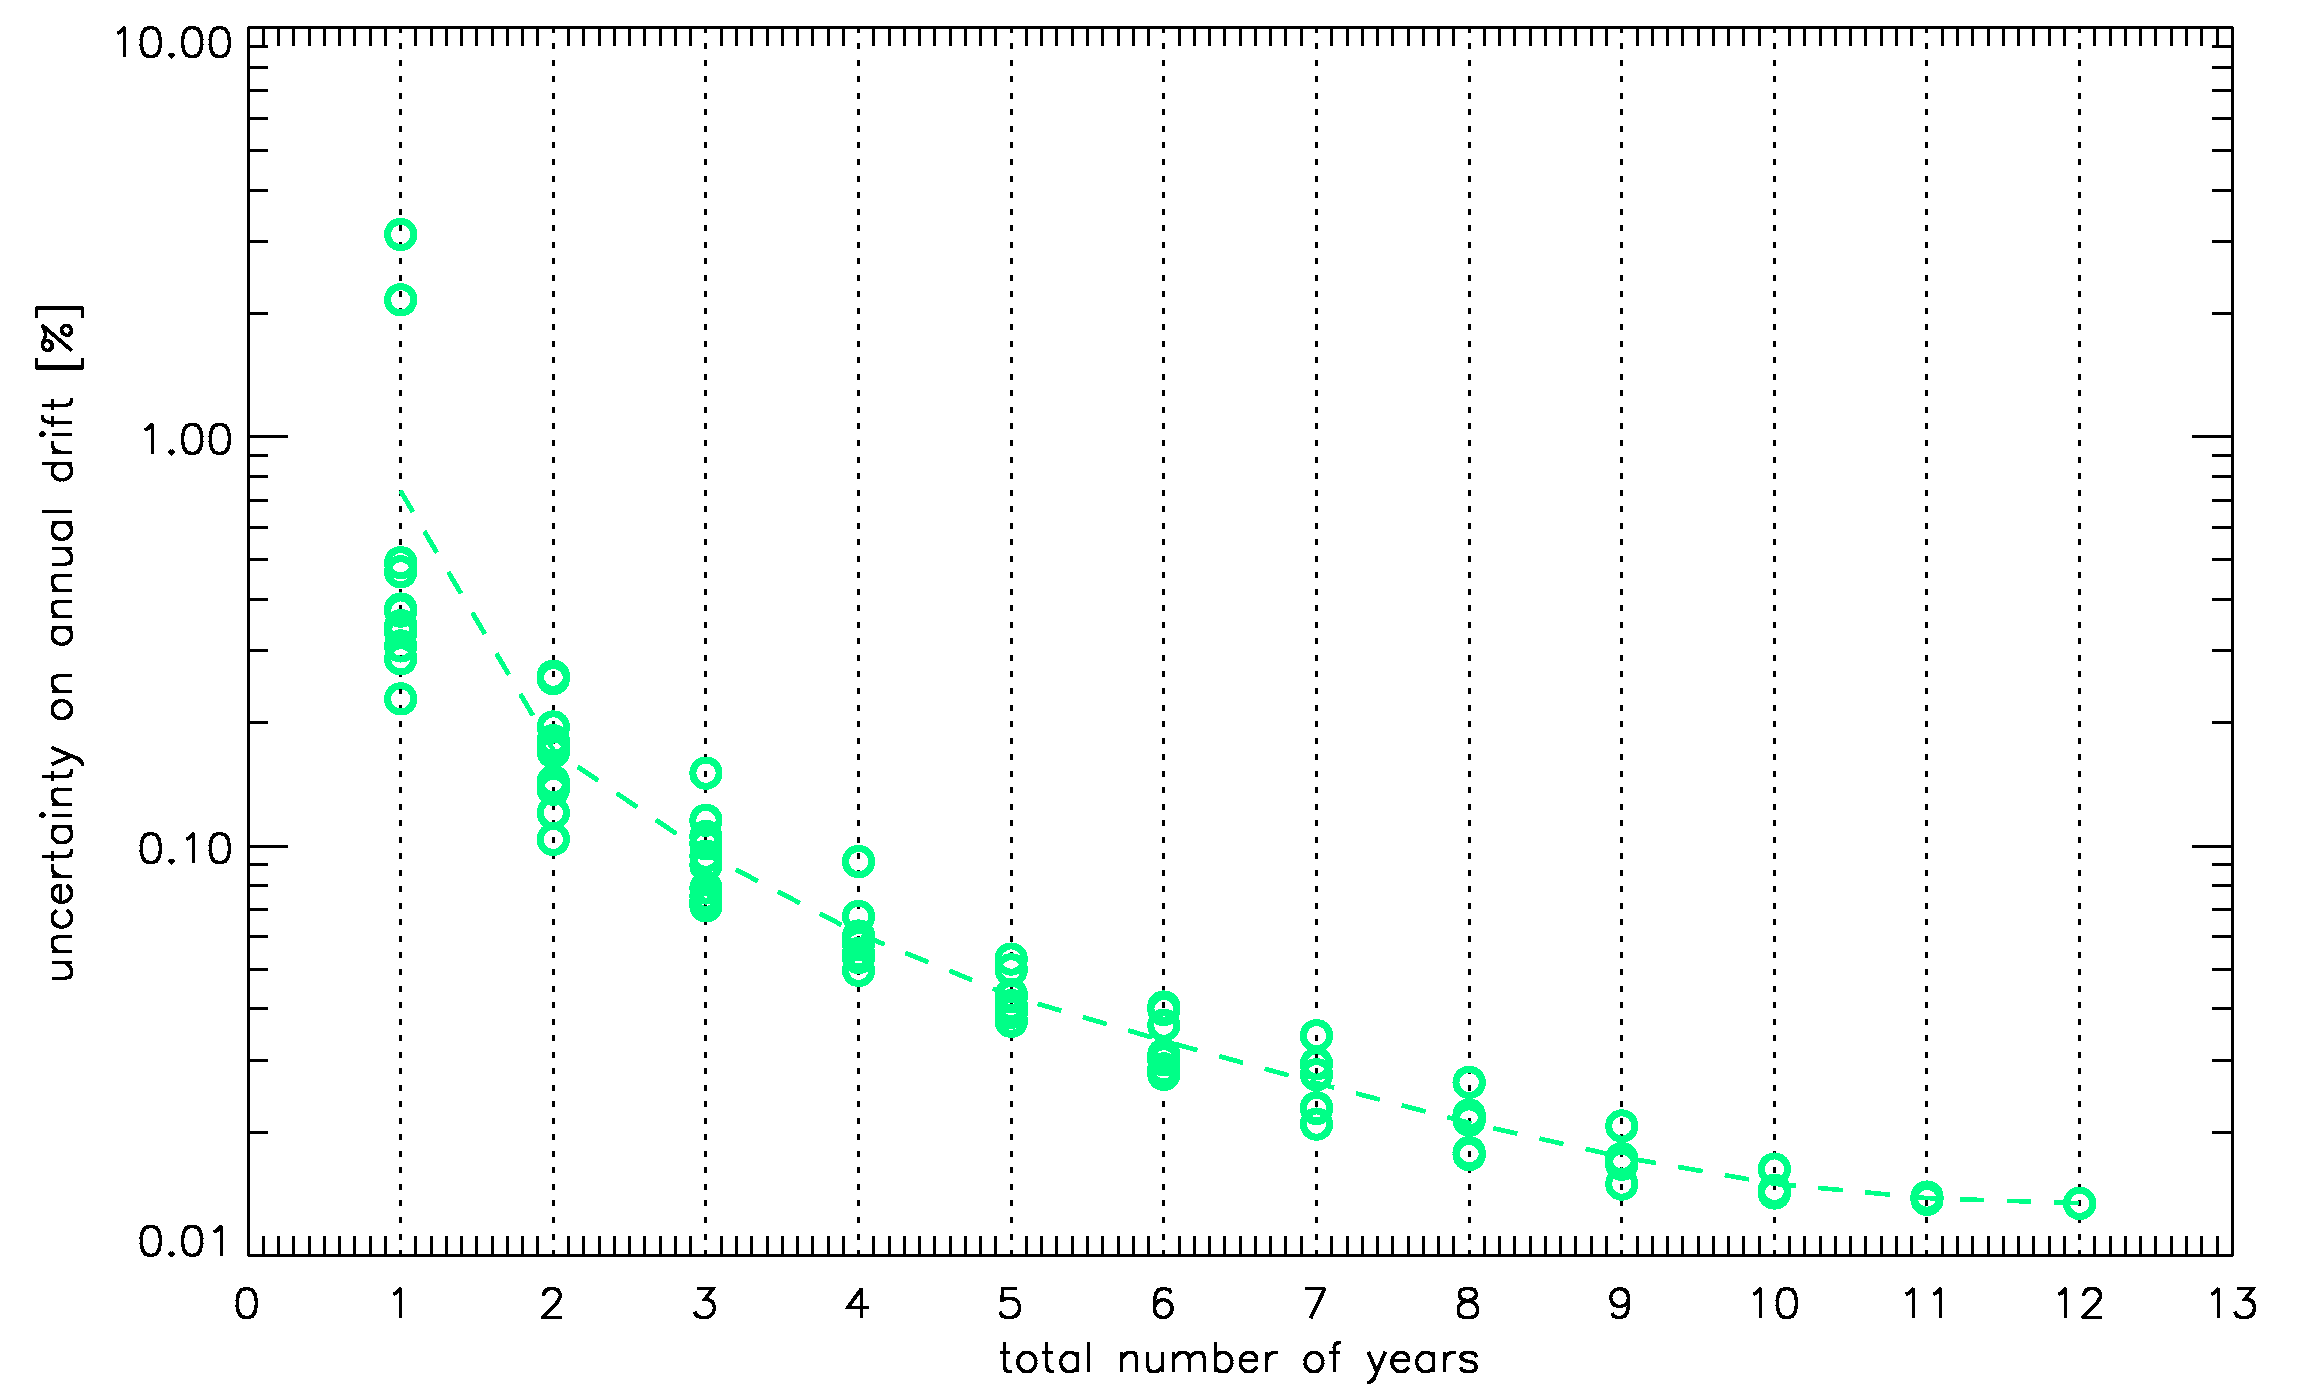 10.00
1.00
0.10
0.01
uncertainty on annual drift [%]
0 1 2 3 4 5 6 7 8 9 10 11 12 13
total number of years